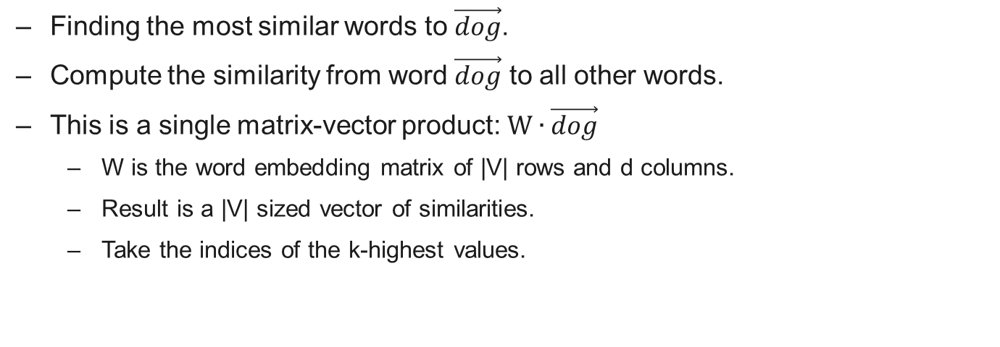 – Finding the most similar words to $\overrightarrow{dog}$.
– Compute the similarity from word $\overrightarrow{dog}$ to all other words.
– This is a single matrix-vector product: W · $\overrightarrow{dog}$
– W is the word embedding matrix of |V| rows and d columns.
– Result is a |V| sized vector of similarities.
– Take the indices of the k-highest values.